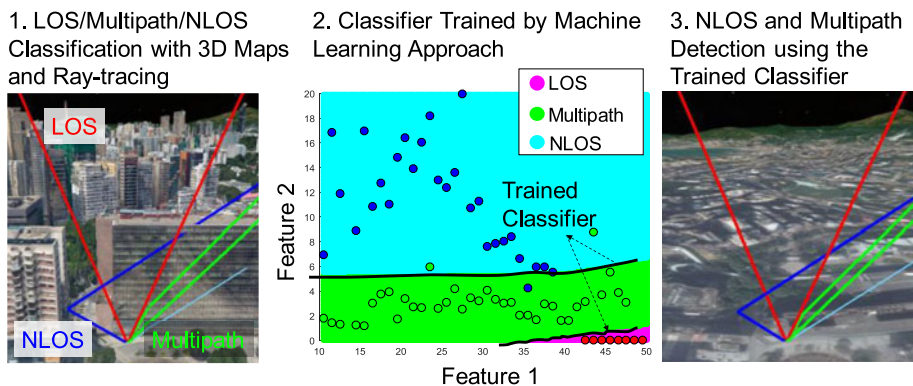 1. LOS/Multipath/NLOS
Classification with 3D Maps
and Ray-tracing
LOS
NLOS
Multipath
2. Classifier Trained by Machine
Learning Approach
LOS
Multipath
NLOS
Trained
Classifier
Feature 2
20
18
16
14
12
10
8
6
4
2
0
10
15
20
25
30
35
40
45
50
Feature 1
3. NLOS and Multipath
Detection using the
Trained Classifier